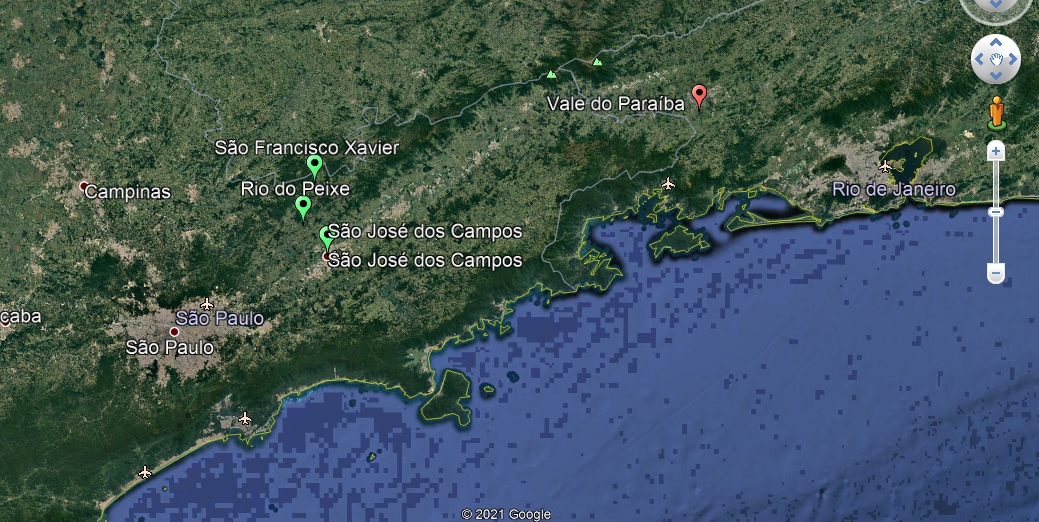 Vale do Paraíba
São Francisco Xavier
Rio do Peixe
Campinas
Rio de Janeiro
São José dos Campos
São José dos Campos
çaba
São Paulo
São Paulo
© 2021 Google